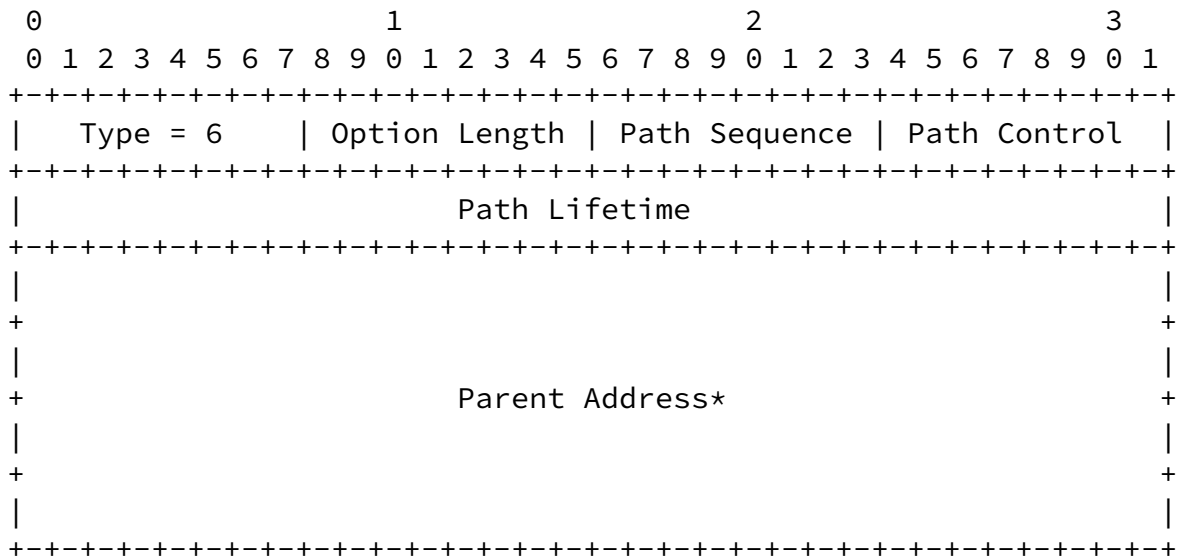 0                   1                   2                   3
 0 1 2 3 4 5 6 7 8 9 0 1 2 3 4 5 6 7 8 9 0 1 2 3 4 5 6 7 8 9 0 1
+-+-+-+-+-+-+-+-+-+-+-+-+-+-+-+-+-+-+-+-+-+-+-+-+-+-+-+-+-+-+-+-+
|   Type = 6    | Option Length | Path Sequence | Path Control  |
+-+-+-+-+-+-+-+-+-+-+-+-+-+-+-+-+-+-+-+-+-+-+-+-+-+-+-+-+-+-+-+-+
|                        Path Lifetime                          |
+-+-+-+-+-+-+-+-+-+-+-+-+-+-+-+-+-+-+-+-+-+-+-+-+-+-+-+-+-+-+-+-+
|                                                               |
+                                                               +
|                                                               |
+                        Parent Address*                        +
|                                                               |
+                                                               +
|                                                               |
+-+-+-+-+-+-+-+-+-+-+-+-+-+-+-+-+-+-+-+-+-+-+-+-+-+-+-+-+-+-+-+-+